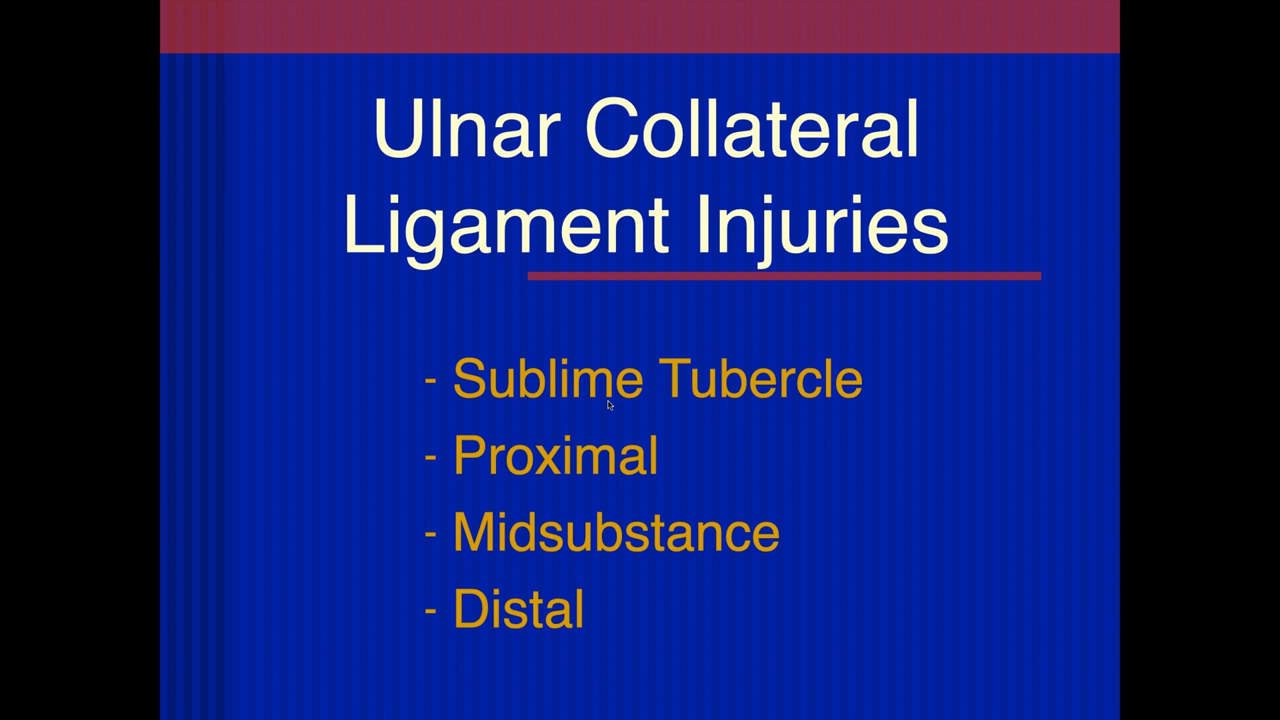 Ulnar Collateral
Ligament Injuries
- Sublime Tubercle
- Proximal
- Midsubstance
- Distal